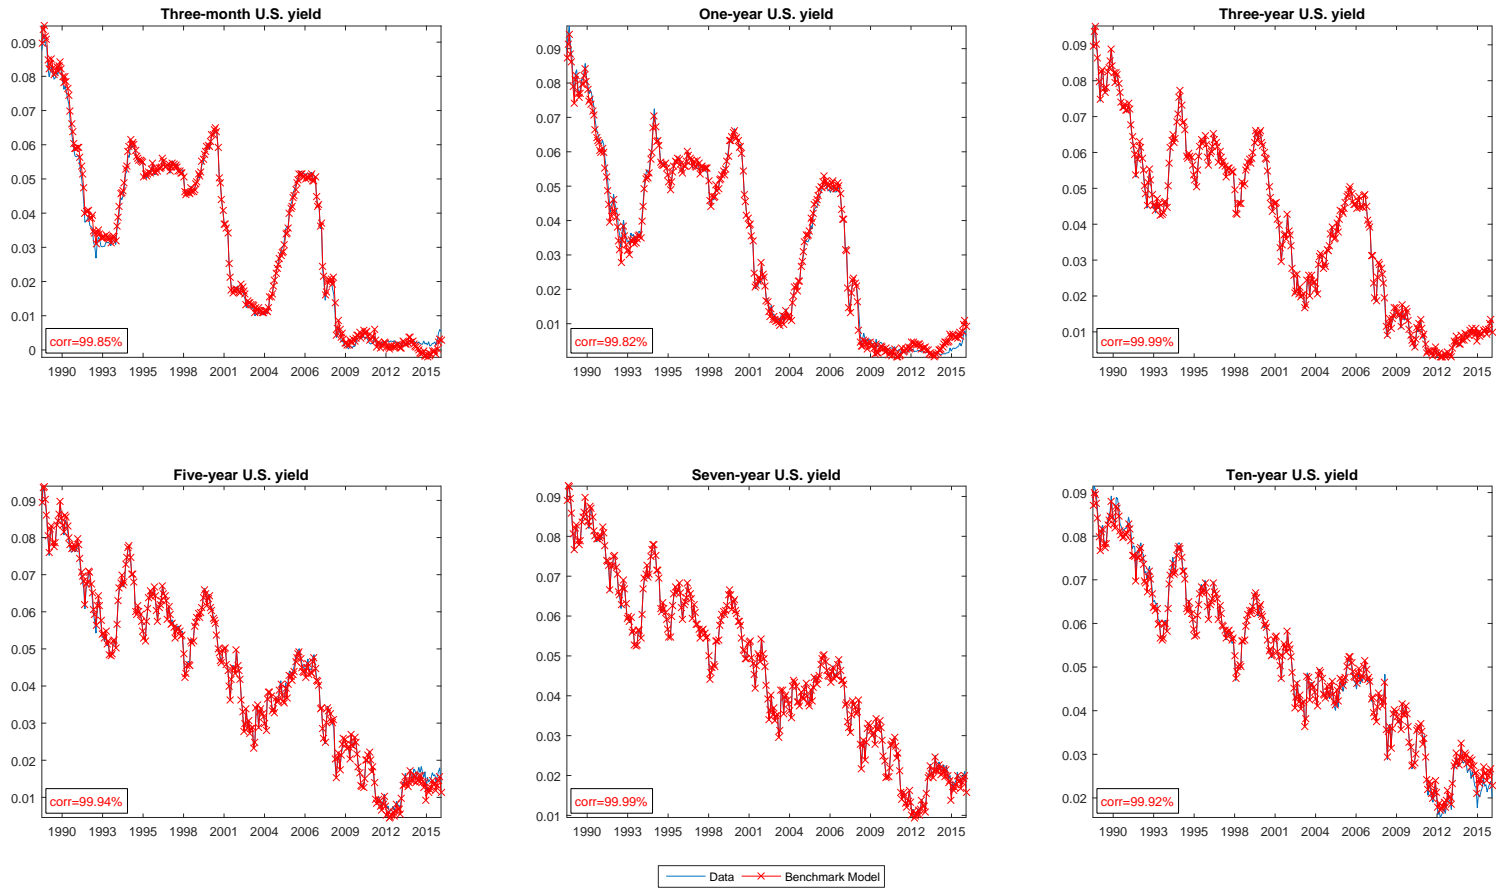 Three-month U.S. yield
0.09
0.08
0.07
0.06
0.05
0.04
0.03
0.02
0.01
0
corr=99.85%
1990 1993 1995 1998 2001 2004 2006 2009 2012 2015
One-year U.S. yield
0.09
0.08
0.07
0.06
0.05
0.04
0.03
0.02
0.01
corr=99.82%
1990 1993 1995 1998 2001 2004 2006 2009 2012 2015
Three-year U.S. yield
0.09
0.08
0.07
0.06
0.05
0.04
0.03
0.02
0.01
corr=99.99%
1990 1993 1995 1998 2001 2004 2006 2009 2012 2015
Five-year U.S. yield
0.09
0.08
0.07
0.06
0.05
0.04
0.03
0.02
0.01
corr=99.94%
1990 1993 1995 1998 2001 2004 2006 2009 2012 2015
Seven-year U.S. yield
0.09
0.08
0.07
0.06
0.05
0.04
0.03
0.02
0.01
corr=99.99%
1990 1993 1995 1998 2001 2004 2006 2009 2012 2015
Ten-year U.S. yield
0.09
0.08
0.07
0.06
0.05
0.04
0.03
0.02
corr=99.92%
1990 1993 1995 1998 2001 2004 2006 2009 2012 2015
Data Benchmark Model